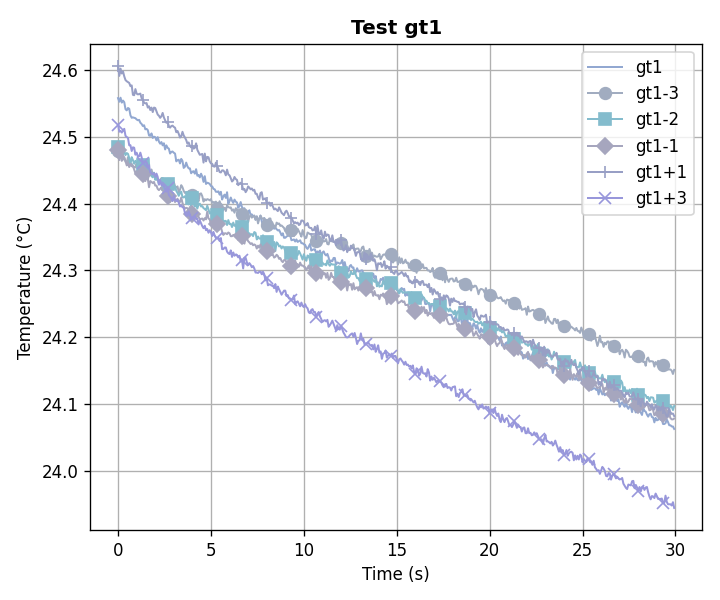 Test gt1
gt1
gt1-3
gt1-2
gt1-1
gt1+1
gt1+3
Temperature (°C)
24.6
24.5
24.4
24.3
24.2
24.1
24.0
0 5 10 15 20 25 30
Time (s)